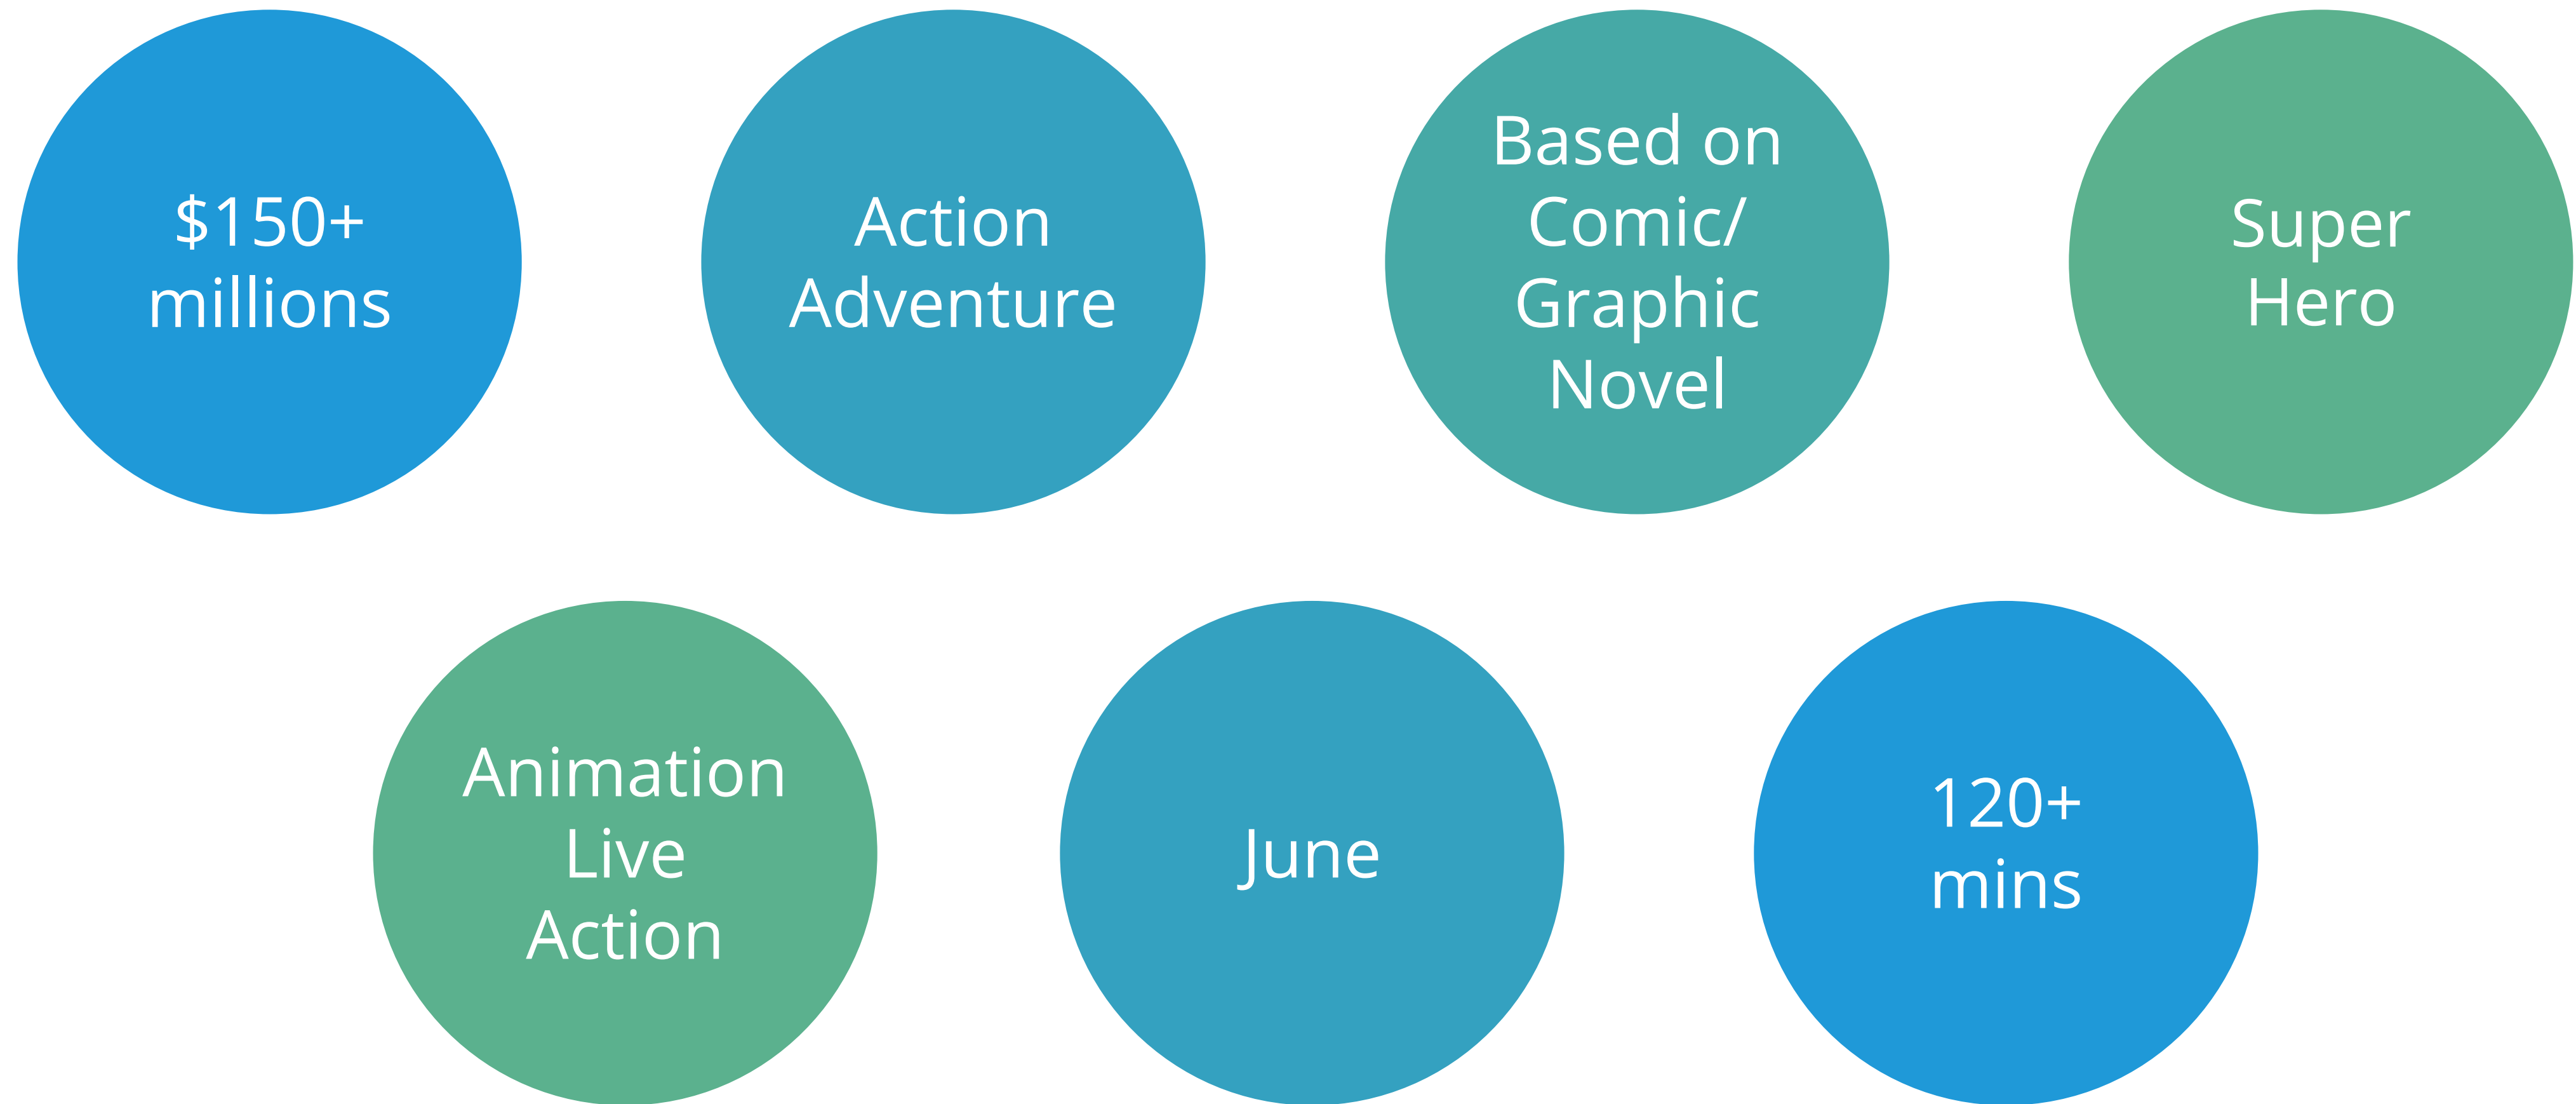 $150+
millions
Action
Adventure
Based on
Comic/
Graphic
Novel
Super
Hero
Animation
Live
Action
June
120+
mins